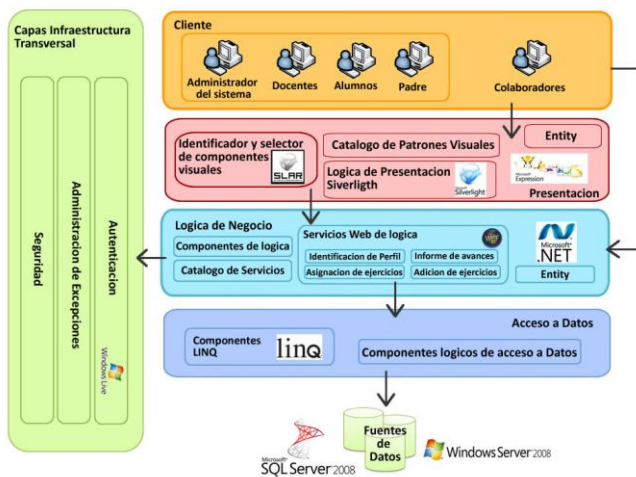 Capas Infraestructura
Transversal
Seguridad
Administracion de Excepciones
Autenticacion
Windows Live
Cliente
Administrador
del sistema
Docentes
Alumnos
Padre
Colaboradores
Identificador y selector
de componentes
visuales
SLAR
Catalogo de Patrones Visuales
Logica de Presentacion
Siverligth
Microsoft
Silverlight
Entity
Microsoft
Expression
Presentacion
Logica de Negocio
Componentes de logica
Catalogo de Servicios
Servicios Web de logica
Identificacion de Perfil
Informe de avances
Asignacion de ejercicios
Adicion de ejercicios
Microsoft
.NET
Entity
Acceso a Datos
Componentes
LINQ
linQ
Componentes logicos de acceso a Datos
Fuentes
de
Datos
Microsoft
SQL Server 2008
Windows Server 2008